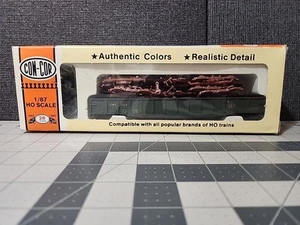 ★Authentic Colors ★Realistic Detail
CON-COR
1/87
HO SCALE
Compatible with all popular brands of HO trains